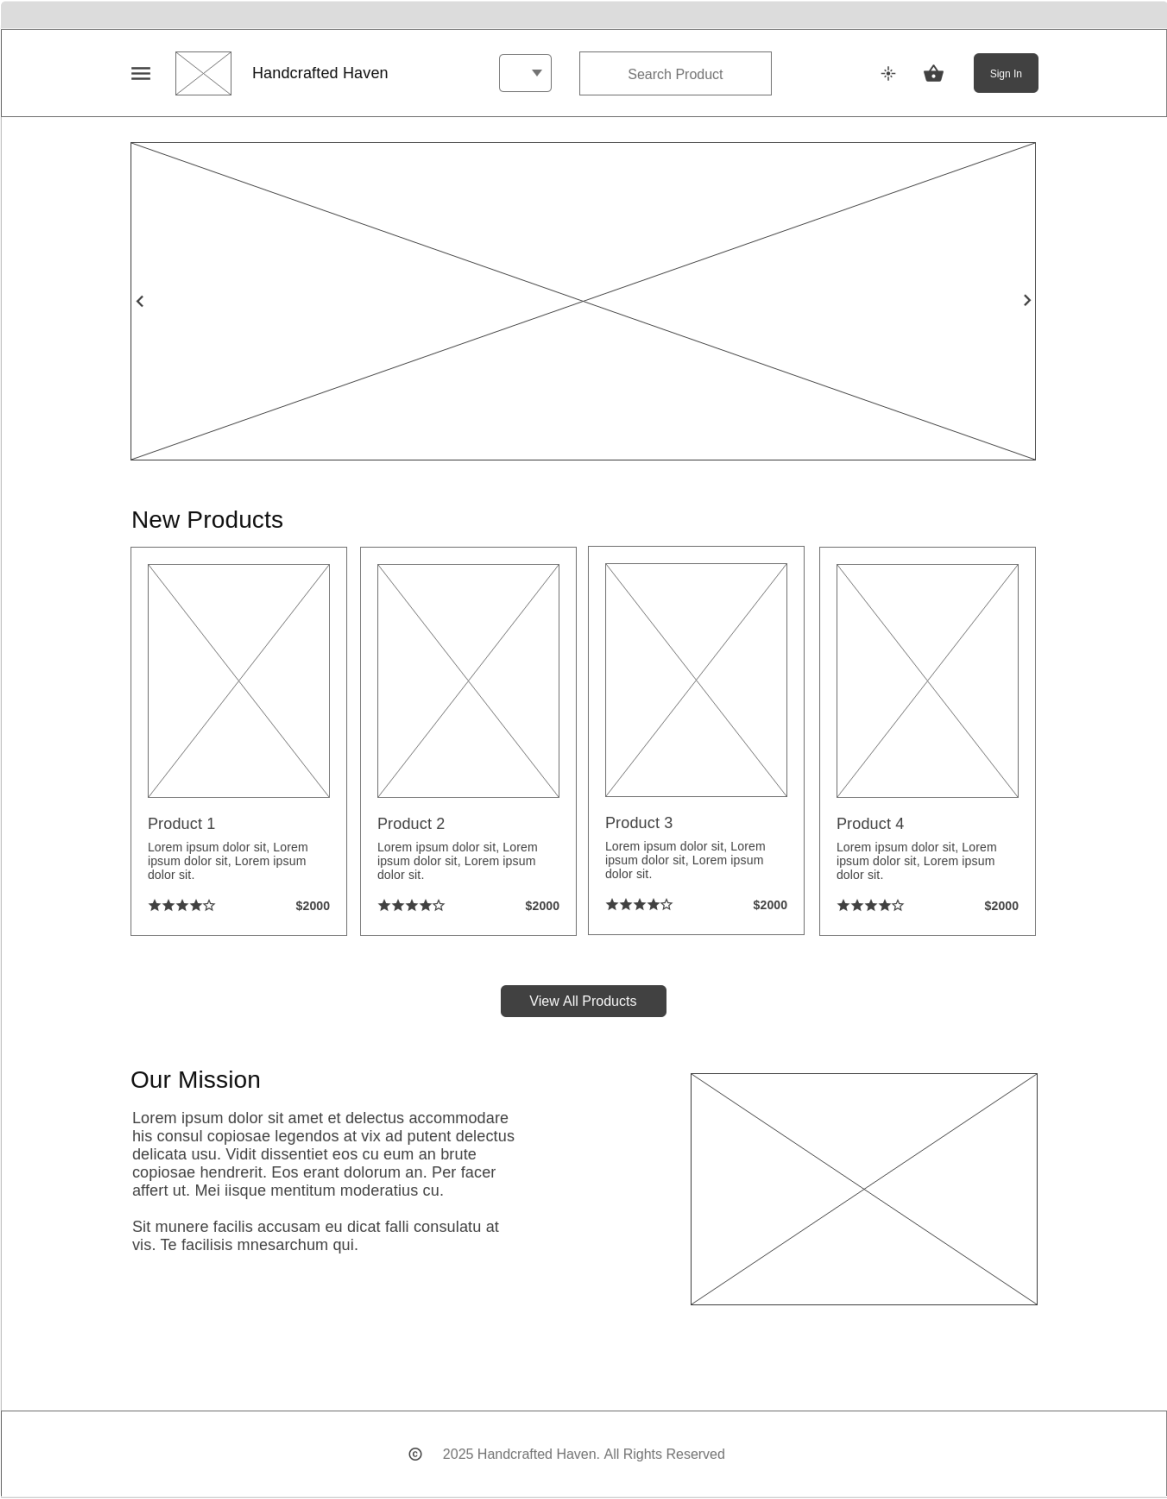 Handcrafted Haven
Search Product
Sign In
New Products
Product 1
Lorem ipsum dolor sit, Lorem
ipsum dolor sit, Lorem ipsum
dolor sit.
$2000
Product 2
Lorem ipsum dolor sit, Lorem
ipsum dolor sit, Lorem ipsum
dolor sit.
$2000
Product 3
Lorem ipsum dolor sit, Lorem
ipsum dolor sit, Lorem ipsum
dolor sit.
$2000
Product 4
Lorem ipsum dolor sit, Lorem
ipsum dolor sit, Lorem ipsum
dolor sit.
$2000
View All Products
Our Mission
Lorem ipsum dolor sit amet et delectus accommodare
his consul copiosae legendos at vix ad putent delectus
delicata usu. Vidit dissentiet eos cu eum an brute
copiosae hendrerit. Eos erant dolorum an. Per facer
affert ut. Mei iisque mentitum moderatius cu.
Sit munere facilis accusam eu dicat falli consulatu at
vis. Te facilisis mnesarchum qui.
© 2025 Handcrafted Haven. All Rights Reserved